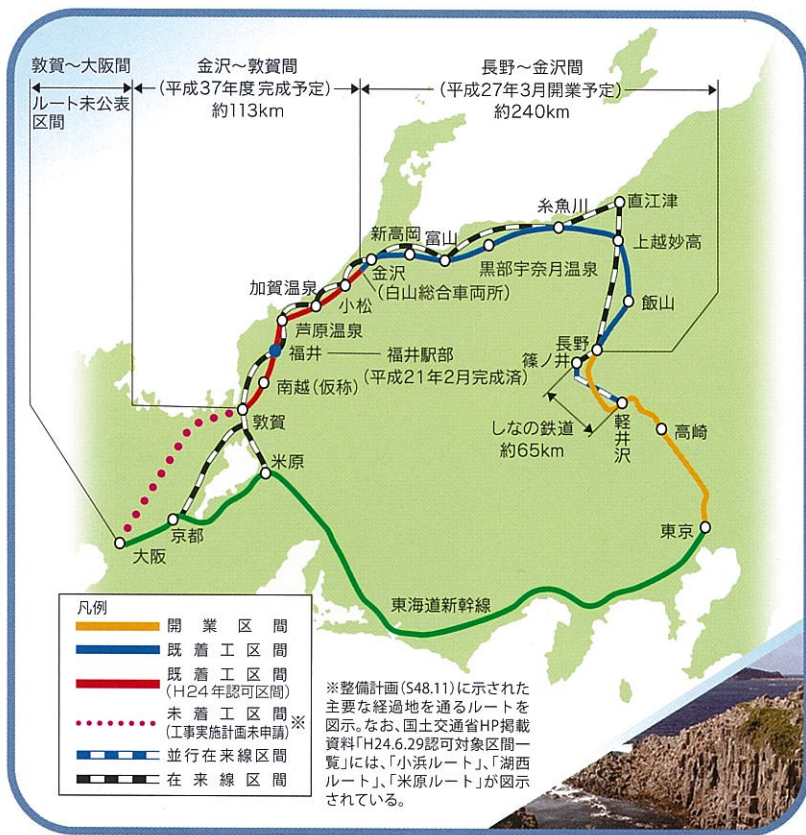 敦賀～大阪間
ルート未公表
区間
金沢～敦賀間
(平成37年度完成予定)
約113km
長野～金沢間
(平成27年3月開業予定)
約240km
直江津
糸魚川
上越妙高
新高岡
富山
黒部宇奈月温泉
金沢
(白山総合車両所)
加賀温泉
小松
飯山
芦原温泉
長野
福井
福井駅部
(平成21年2月完成済)
篠ノ井
南越(仮称)
しなの鉄道
約65km
軽井沢
高崎
敦賀
米原
京都
大阪
東京
東海道新幹線
凡例
開業区間
既着工区間
既着工区間
(H24年認可区間)
未着工区間
(工事実施計画未申請)※
並行在来線区間
在来線区間
※整備計画(S48.11)に示された
主要な経過地を通るルートを
図示。なお、国土交通省HP掲載
資料「H24.6.29認可対象区間一
覧」には、「小浜ルート」、「湖西
ルート」、「米原ルート」が図示
されている。